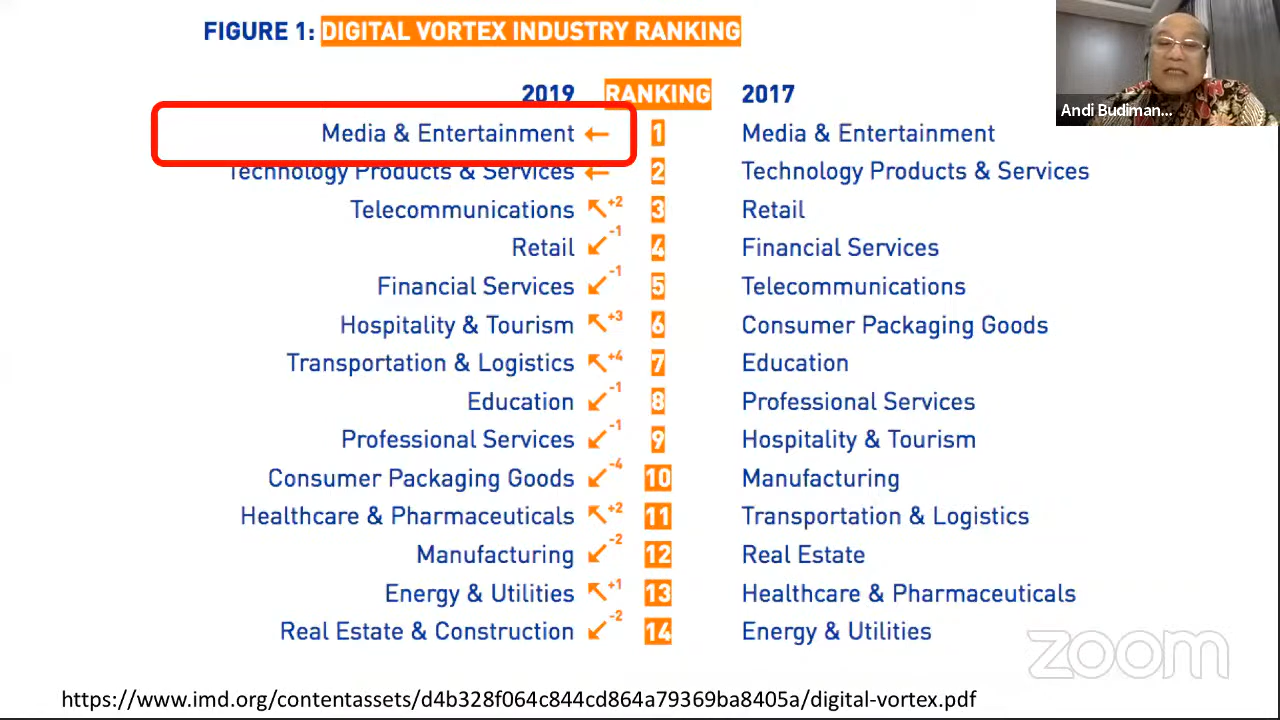 FIGURE 1: DIGITAL VORTEX INDUSTRY RANKING
2019 RANKING 2017
Media & Entertainment ← 1 Media & Entertainment
Technology Products & Services ← 2 Technology Products & Services
Telecommunications ↖ +2 3 Retail
Retail ↙ -1 4 Financial Services
Financial Services ↙ -1 5 Telecommunications
Hospitality & Tourism ↖ +3 6 Consumer Packaging Goods
Transportation & Logistics ↖ +4 7 Education
Education ↙ -1 8 Professional Services
Professional Services ↙ -1 9 Hospitality & Tourism
Consumer Packaging Goods ↙ -4 10 Manufacturing
Healthcare & Pharmaceuticals ↖ +2 11 Transportation & Logistics
Manufacturing ↙ -2 12 Real Estate
Energy & Utilities ↖ +1 13 Healthcare & Pharmaceuticals
Real Estate & Construction ↙ -2 14 Energy & Utilities
https://www.imd.org/contentassets/d4b328f064c844cd864a79369ba8405a/digital-vortex.pdf
Andi Budiman...
zoom